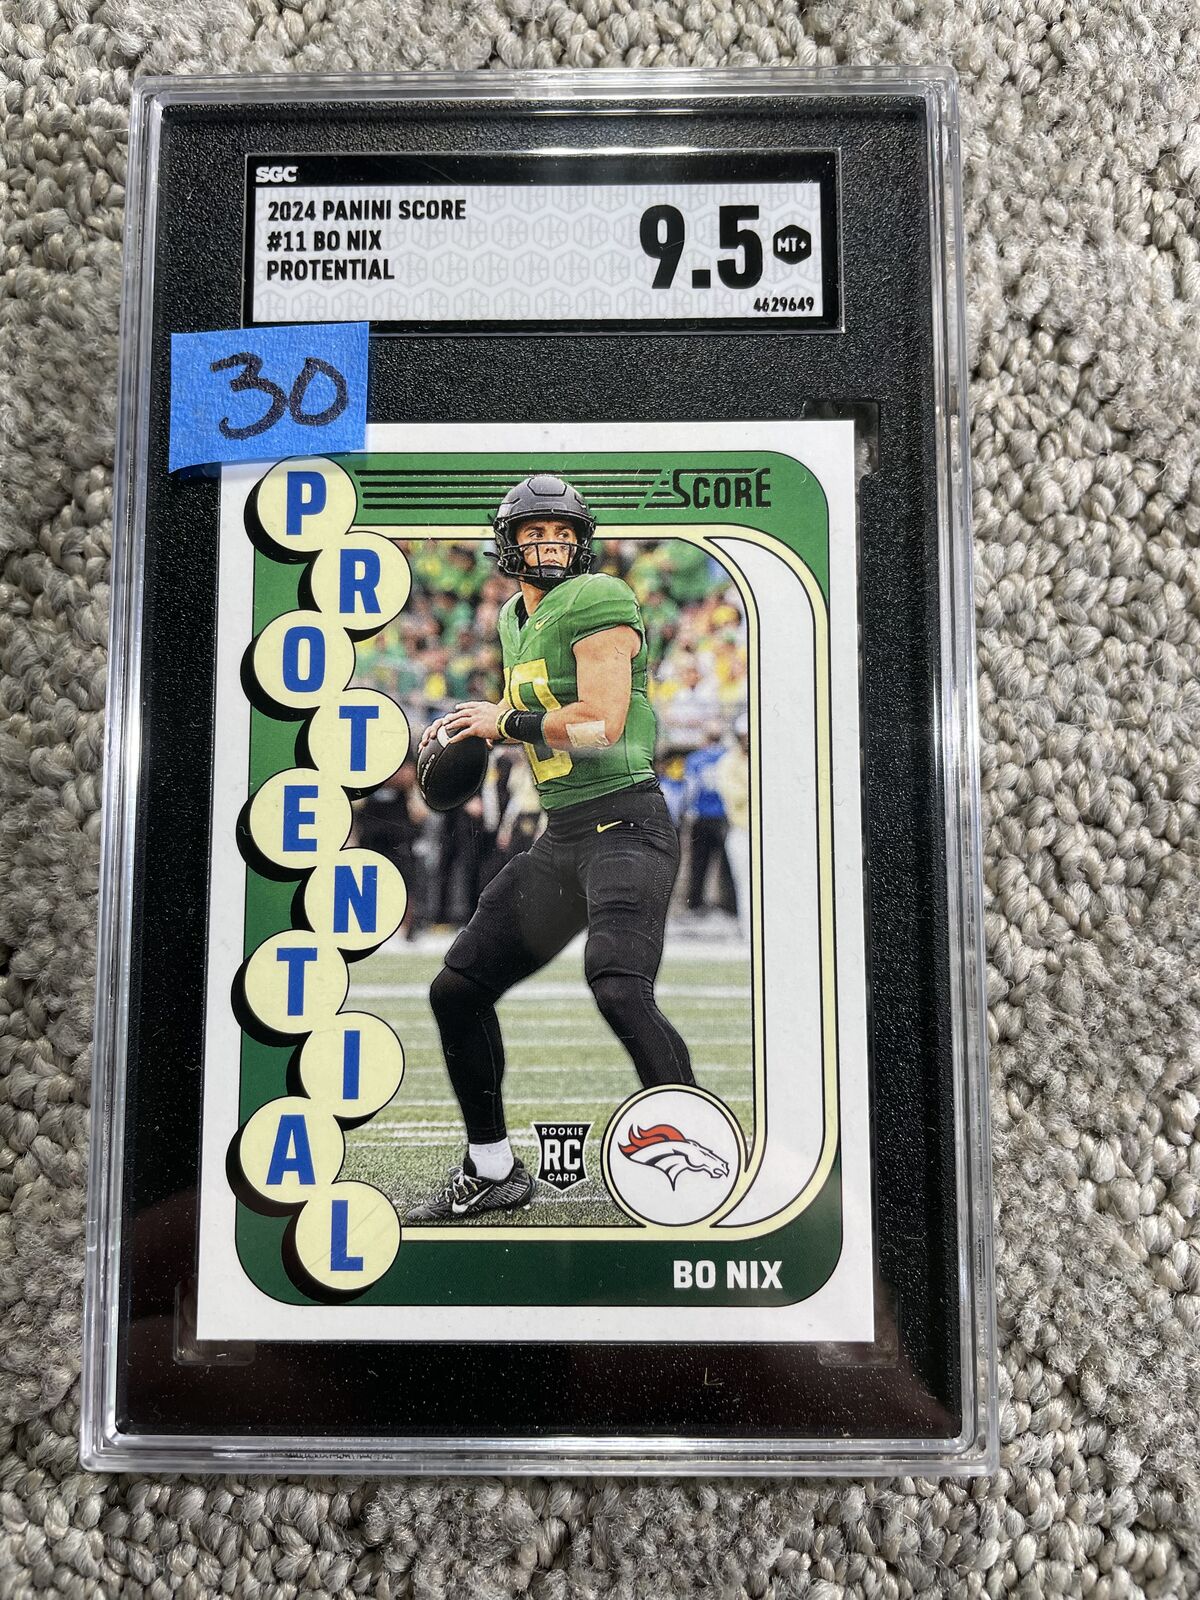 SGC
2024 PANINI SCORE
#11 BO NIX
PROTENTIAL
9.5
MT+
4629649
30
SCORE
PROTENTIAL
ROOKIE
RC
CARD
BO NIX